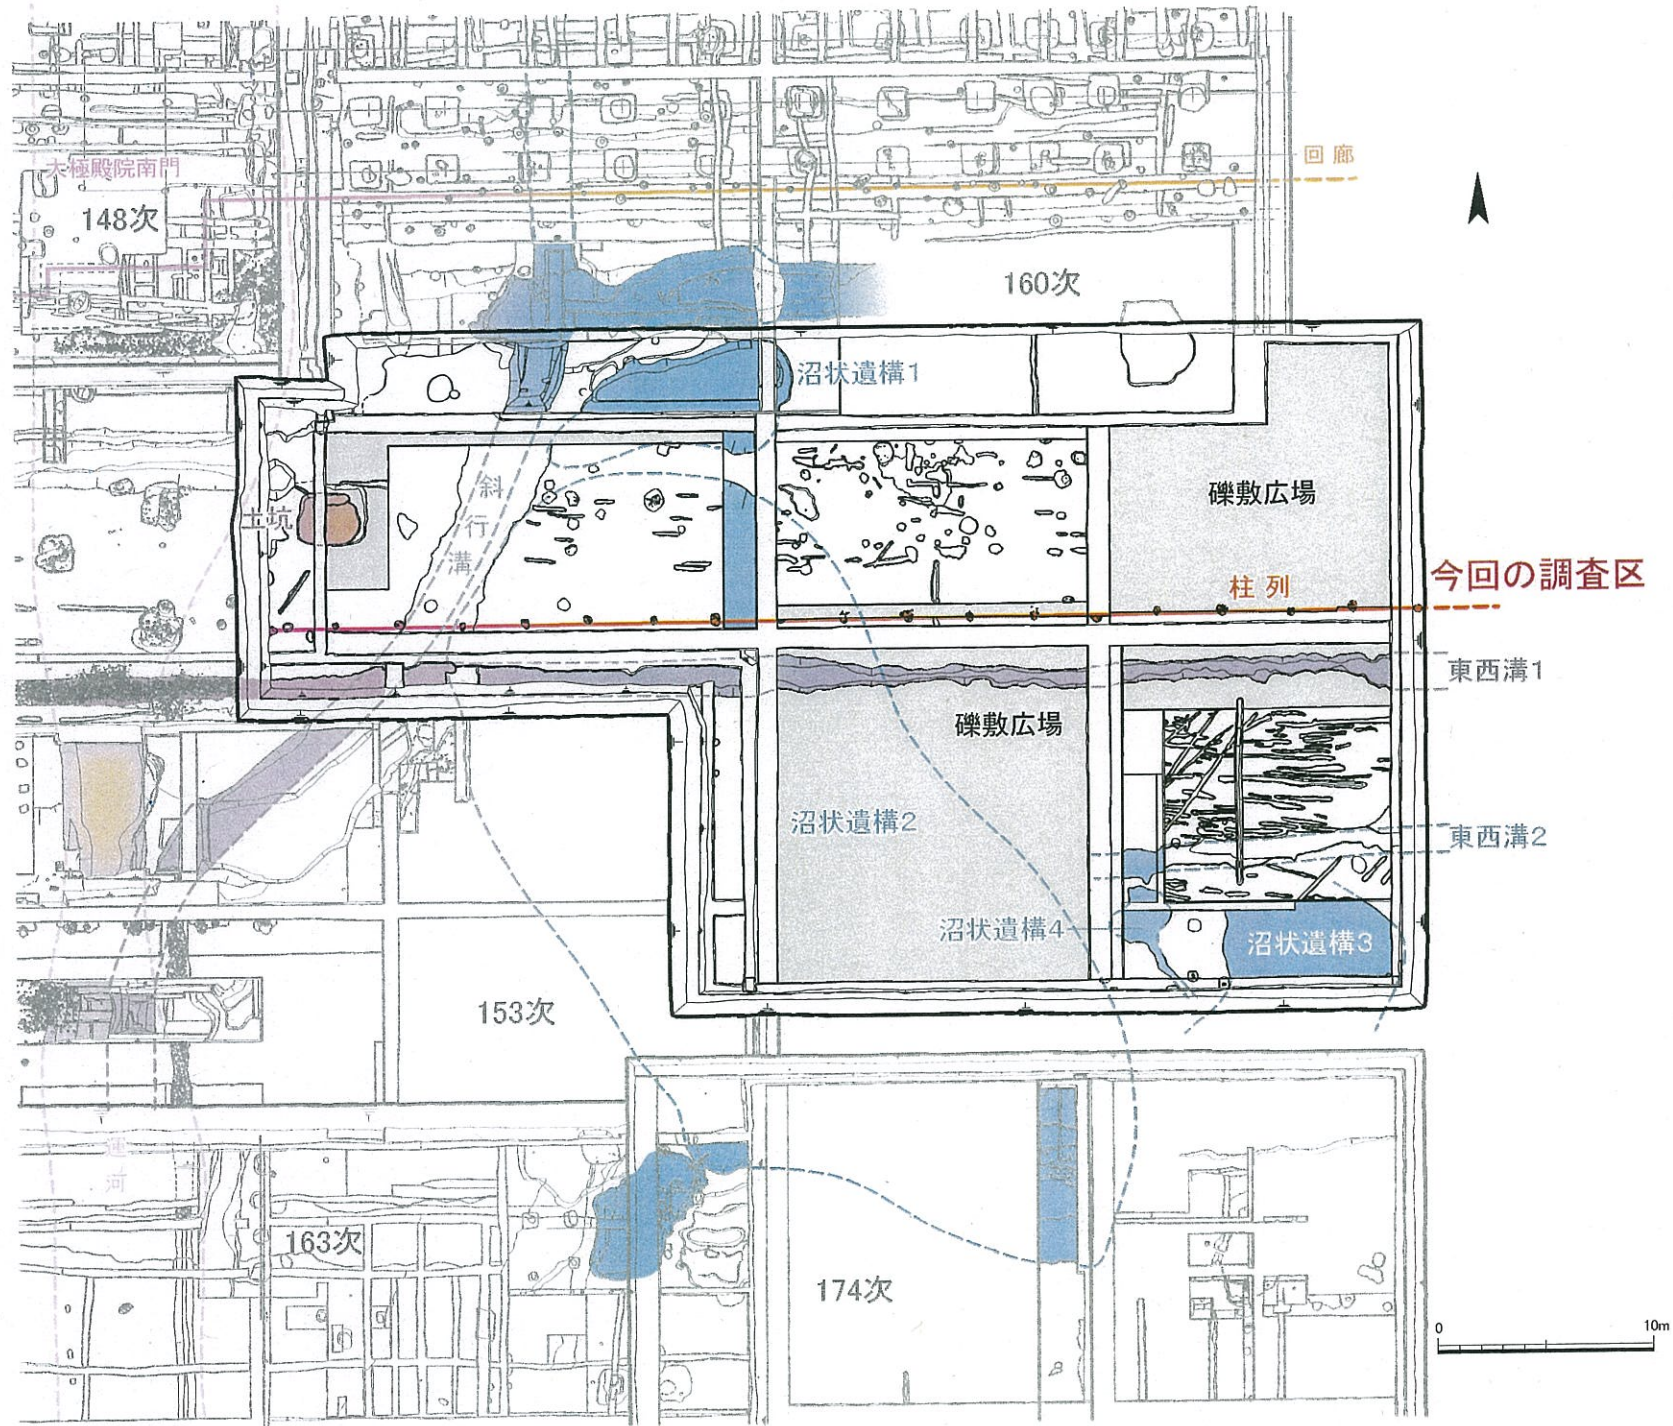 大極殿院南門
148次
回廊
160次
沼状遺構1
斜行溝
土坑
礫敷広場
柱列
今回の調査区
東西溝1
礫敷広場
沼状遺構2
東西溝2
沼状遺構4
沼状遺構3
153次
運河
163次
174次
0 10m